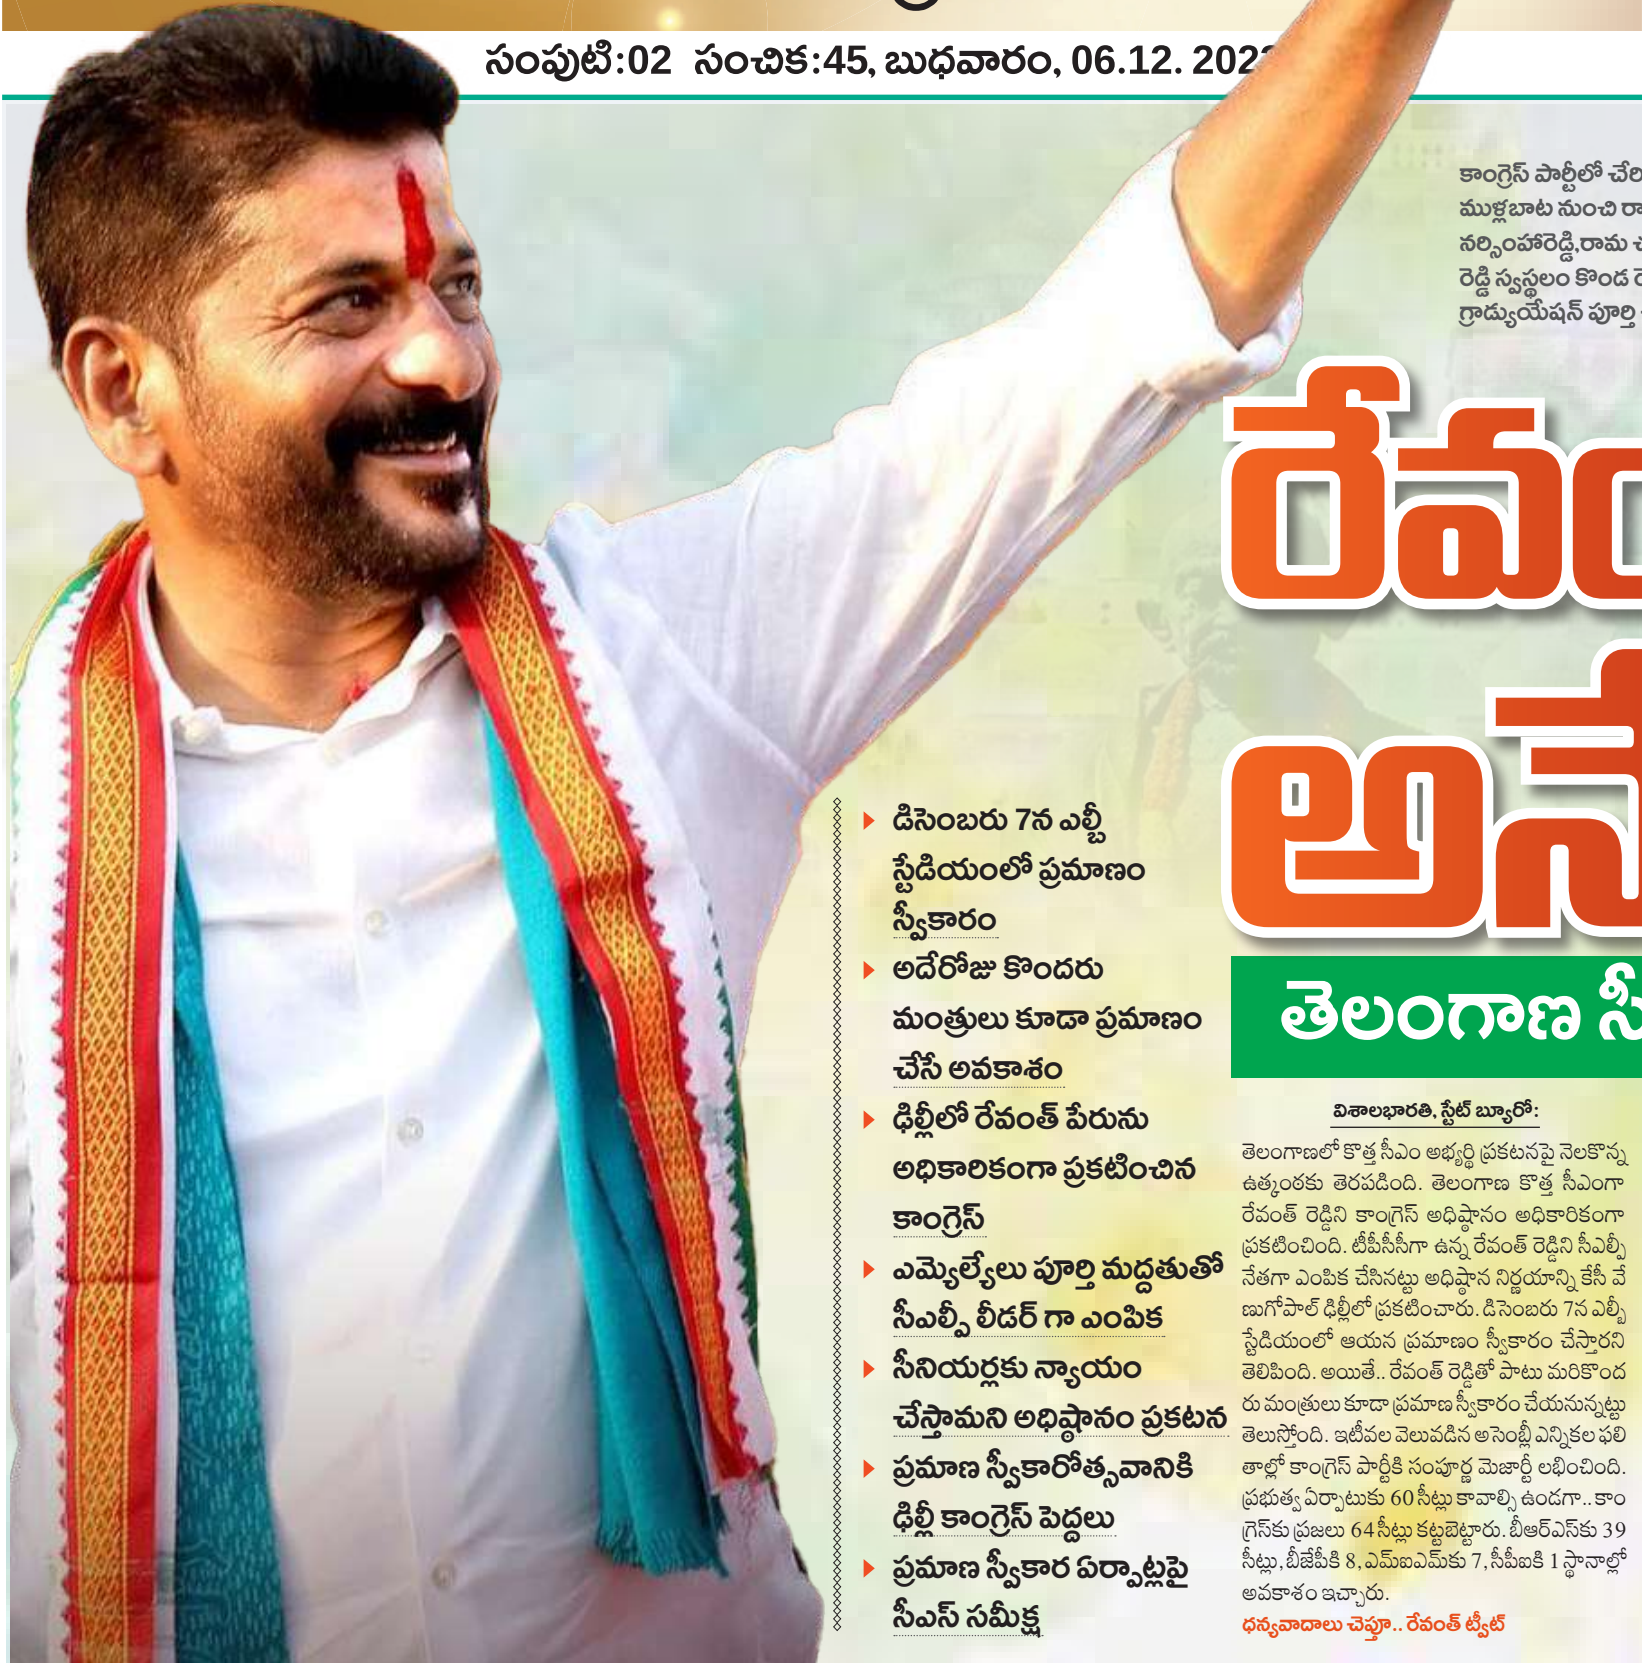 సంపుటి:02 సంచిక:45, బుధవారం, 06.12. 202
కాంగ్రెస్ పార్టీలో
ముళ్లబాట నుంచి
నర్సింహారెడ్డి,రామ
రెడ్డి స్వస్థలం కొండ
గ్రాడ్యుయేషన్ పూర్తి
తెలంగాణ
డిసెంబరు 7న ఎల్బీ
స్టేడియంలో ప్రమాణం
స్వీకారం
అదేరోజు కొందరు
మంత్రులు కూడా ప్రమాణం
చేసే అవకాశం
ఢిల్లీలో రేవంత్ పేరును
అధికారికంగా ప్రకటించిన
కాంగ్రెస్
ఎమ్యెల్యేలు పూర్తి మద్దతుతో
సీఎల్పీ లీడర్ గా ఎంపిక
సీనియర్లకు న్యాయం
చేస్తామని అధిష్ఠానం ప్రకటన
ప్రమాణ స్వీకారోత్సవానికి
ఢిల్లీ కాంగ్రెస్ పెద్దలు
ప్రమాణ స్వీకార ఏర్పాట్లపై
సీఎస్ సమీక్ష
విశాలభారతి, స్టేట్ బ్యూరో:
తెలంగాణలో కొత్త సీఎం అభ్యర్థి ప్రకటనపై నెలకొన్న
ఉత్కంఠకు తెరపడింది. తెలంగాణ కొత్త సీఎంగా
రేవంత్ రెడ్డిని కాంగ్రెస్ అధిష్ఠానం అధికారికంగా
ప్రకటించింది. టీపీసీసీగా ఉన్న రేవంత్ రెడ్డిని సీఎల్పీ
నేతగా ఎంపిక చేసినట్టు అధిష్ఠాన నిర్ణయాన్ని కేసీ వే
ణుగోపాల్ ఢిల్లీలో ప్రకటించారు. డిసెంబరు 7న ఎల్బీ
స్టేడియంలో ఆయన ప్రమాణం స్వీకారం చేస్తారని
తెలిపింది. అయితే.. రేవంత్ రెడ్డితో పాటు మరికొంద
రు మంత్రులు కూడా ప్రమాణ స్వీకారం చేయనున్నట్టు
తెలుస్తోంది. ఇటీవల వెలువడిన అసెంబ్లీ ఎన్నికల ఫలి
తాల్లో కాంగ్రెస్ పార్టీకి సంపూర్ణ మెజార్టీ లభించింది.
ప్రభుత్వ ఏర్పాటుకు 60 సీట్లు కావాల్సి ఉండగా.. కాం
గ్రెస్‌కు ప్రజలు 64 సీట్లు కట్టబెట్టారు. బీఆర్ఎస్‌కు 39
సీట్లు, బీజేపీకి 8, ఎమ్ఐఎమ్‌కు 7, సీపీఐకి 1 స్థానాల్లో
అవకాశం ఇచ్చారు.
ధన్యవాదాలు చెప్తూ.. రేవంత్ ట్వీట్